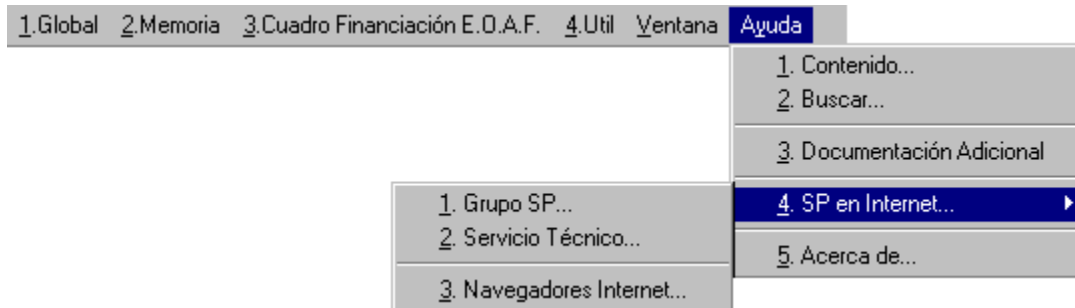 1.Global 2.Memoria 3.Cuadro Financiación E.O.A.F. 4.Util Ventana Ayuda
1. Contenido...
2. Buscar...
3. Documentación Adicional
4. SP en Internet...
5. Acerca de...
1. Grupo SP...
2. Servicio Técnico...
3. Navegadores Internet...